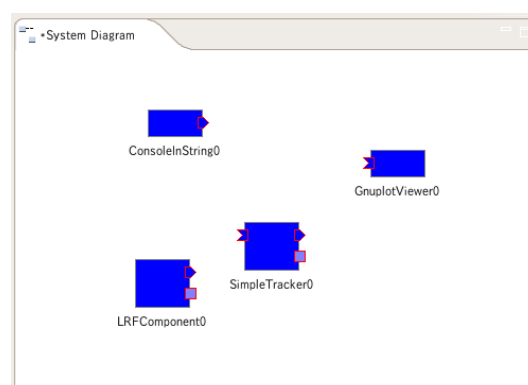 *System Diagram
ConsoleInString0
GnuplotViewer0
SimpleTracker0
LRFComponent0